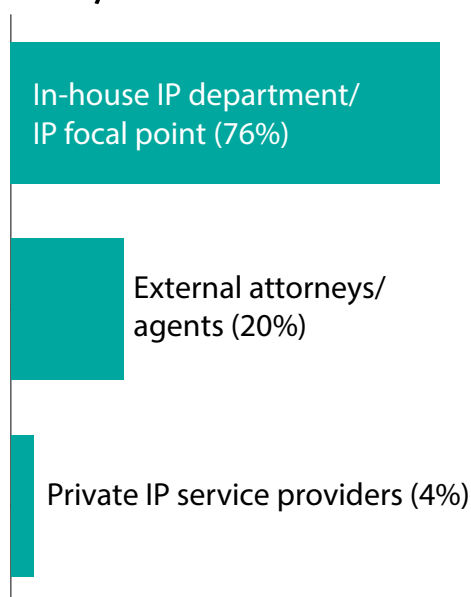 In-house IP department/
IP focal point (76%)
External attorneys/
agents (20%)
Private IP service providers (4%)